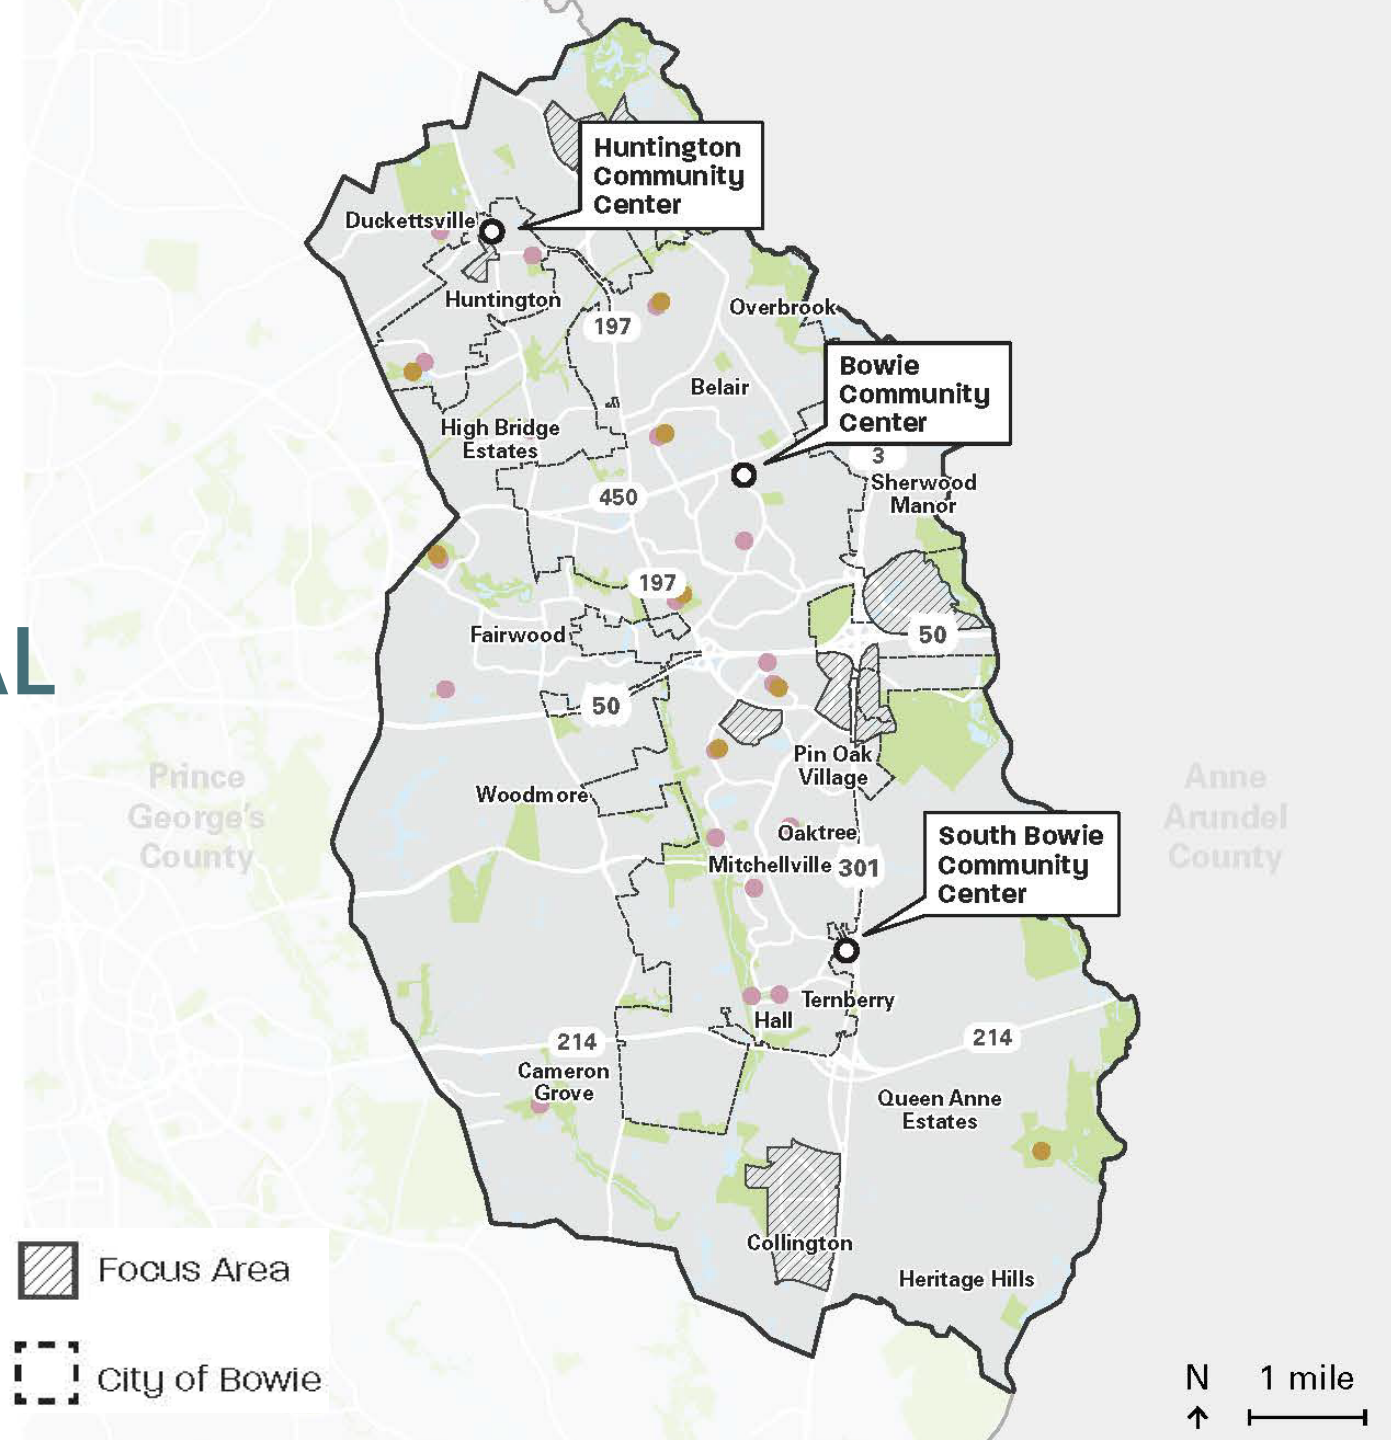 Huntington
Community
Center
Duckettsville
Huntington
197
Overbrook
Bowie
Community
Center
Belair
High Bridge
Estates
3
450
Sherwood
Manor
197
Fairwood
50
AL
50
Pin Oak
Village
Prince
George's
County
Woodmore
Anne
Arundel
County
Oaktree
Mitchellville
301
South Bowie
Community
Center
Ternberry
Hall
214
214
Cameron
Grove
Queen Anne
Estates
Collington
Heritage Hills
Focus Area
City of Bowie
N
1 mile